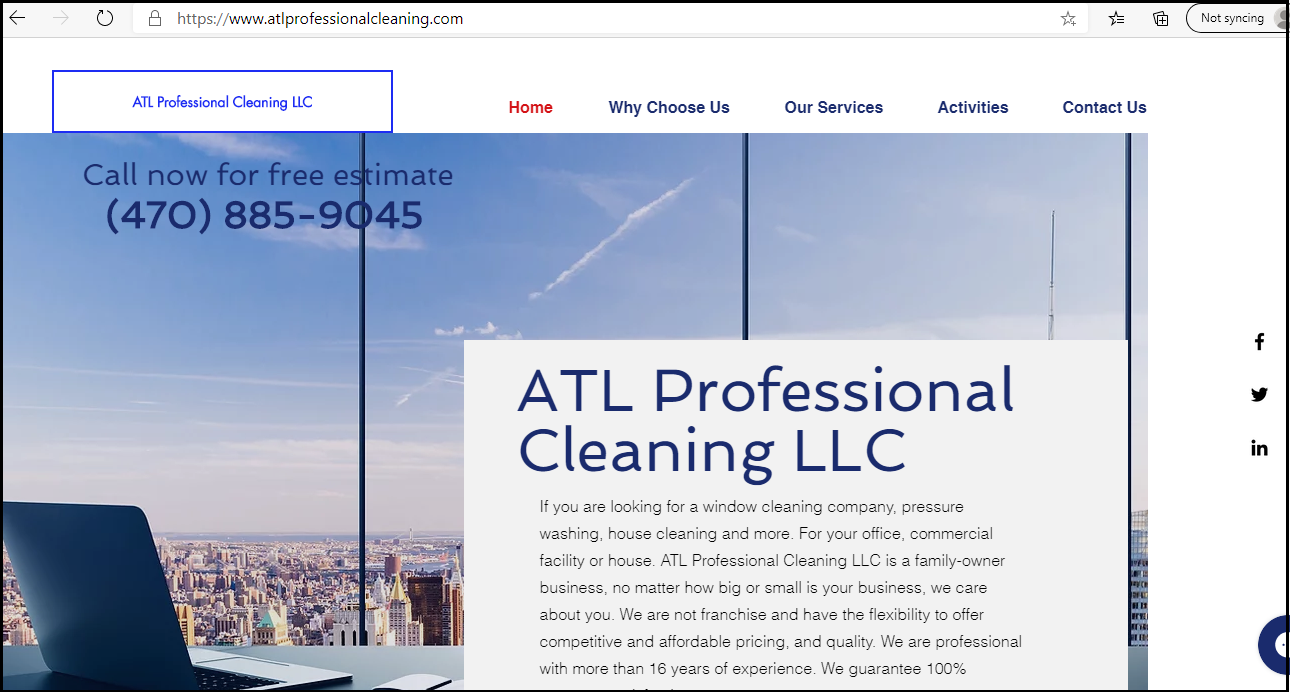 https://www.atlprofessionalcleaning.com
Not syncing
ATL Professional Cleaning LLC
Home Why Choose Us Our Services Activities Contact Us
Call now for free estimate
(470) 885-9045
ATL Professional
Cleaning LLC
If you are looking for a window cleaning company, pressure
washing, house cleaning and more. For your office, commercial
facility or house. ATL Professional Cleaning LLC is a family-owner
business, no matter how big or small is your business, we care
about you. We are not franchise and have the flexibility to offer
competitive and affordable pricing, and quality. We are professional
with more than 16 years of experience. We guarantee 100%